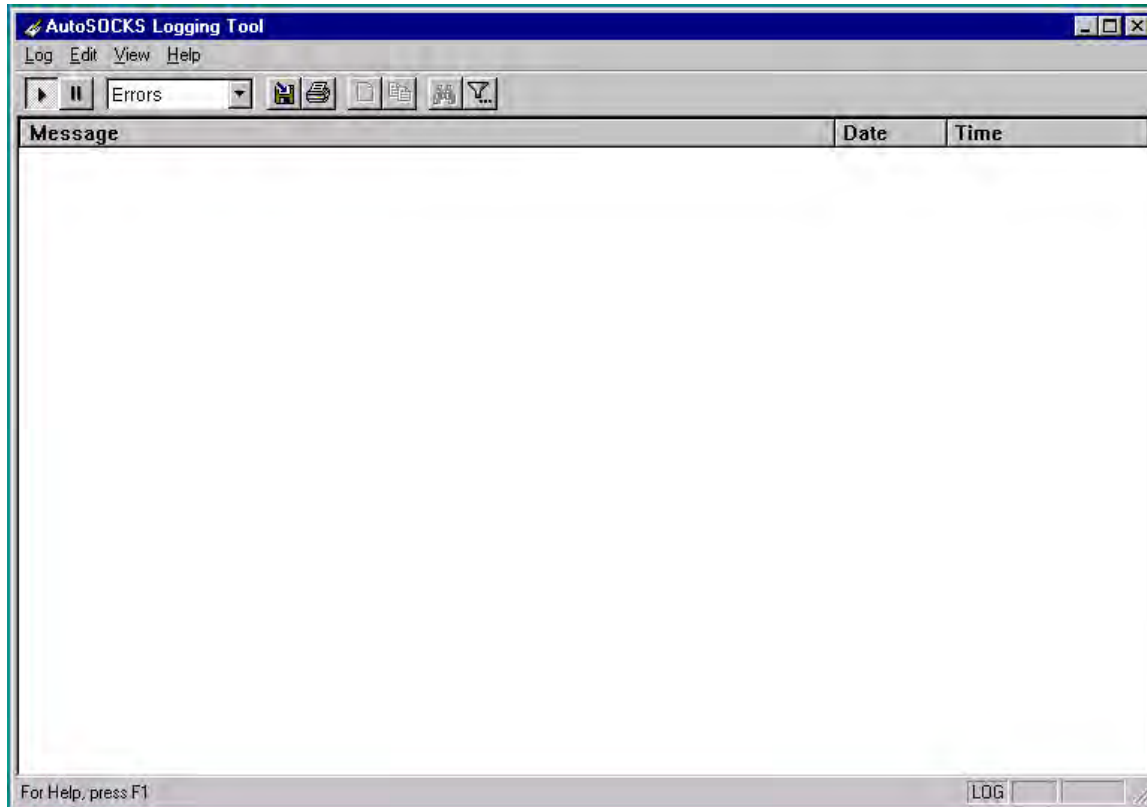 AutoSOCKS Logging Tool
Log Edit View Help
Errors
Message Date Time
For Help, press F1 LOG